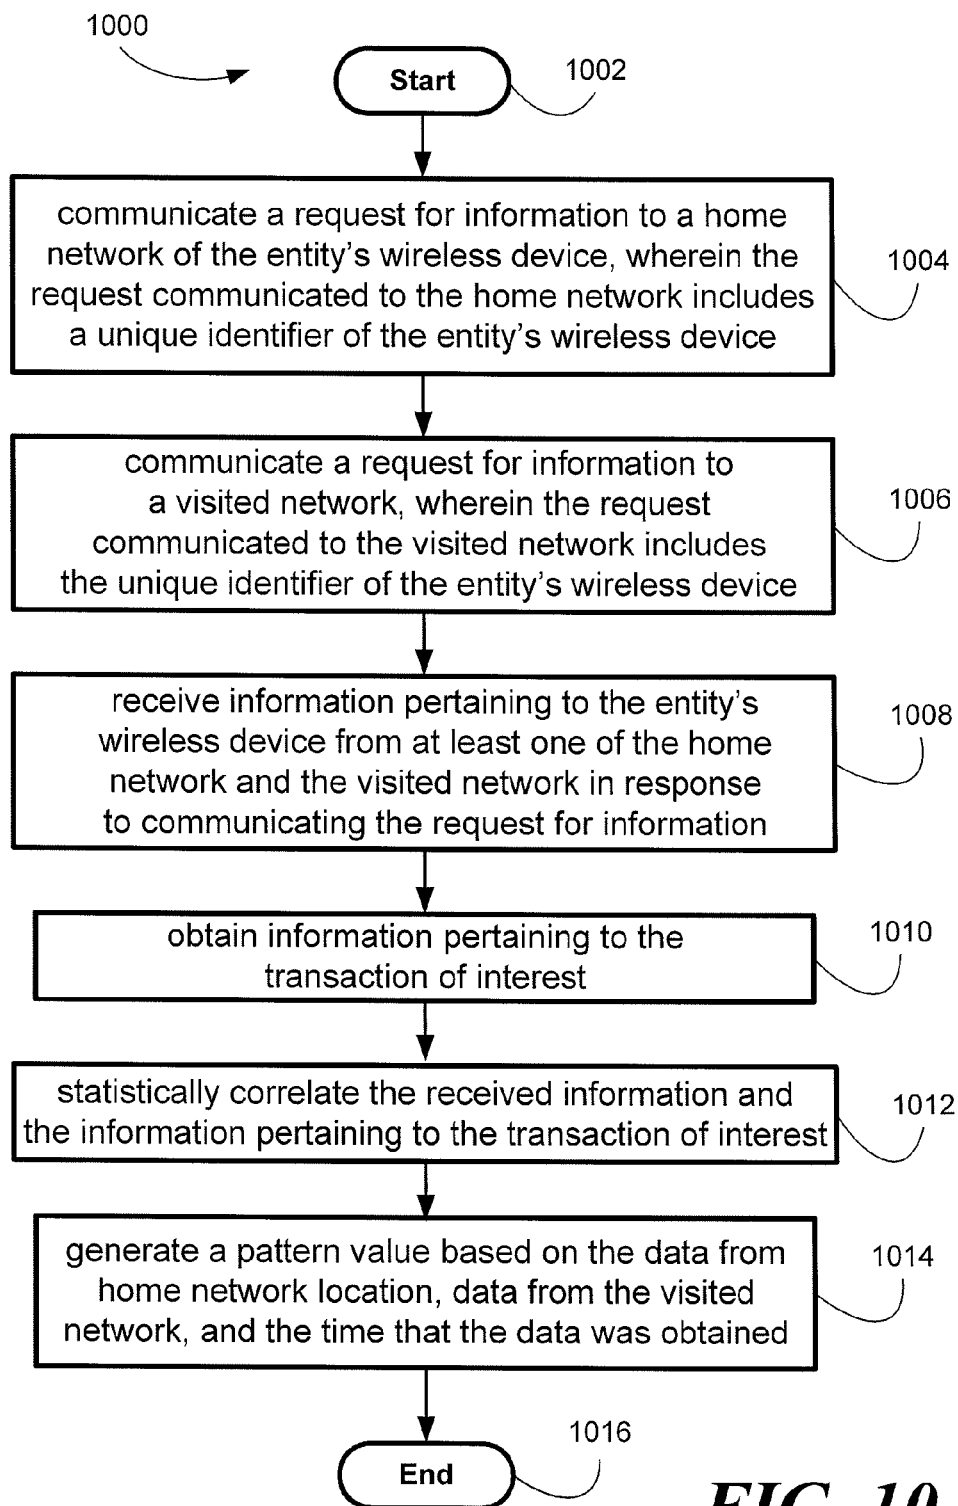 1000
Start
1002
communicate a request for information to a home
network of the entity's wireless device, wherein the
request communicated to the home network includes
a unique identifier of the entity's wireless device
1004
communicate a request for information to
a visited network, wherein the request
communicated to the visited network includes
the unique identifier of the entity's wireless device
1006
receive information pertaining to the entity's
wireless device from at least one of the home
network and the visited network in response
to communicating the request for information
1008
obtain information pertaining to the
transaction of interest
1010
statistically correlate the received information and
the information pertaining to the transaction of interest
1012
generate a pattern value based on the data from
home network location, data from the visited
network, and the time that the data was obtained
1014
End
1016
FIG. 10